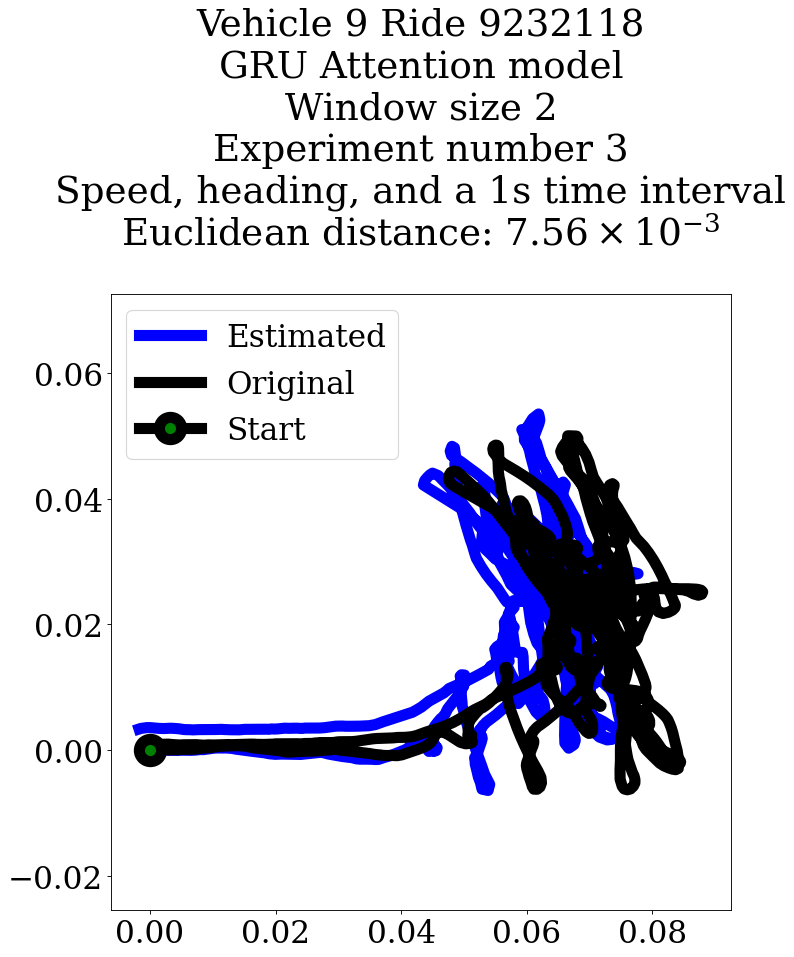 Vehicle 9 Ride 9232118
GRU Attention model
Window size 2
Experiment number 3
Speed, heading, and a 1s time interval
Euclidean distance: 7.56 × 10⁻³
Estimated
Original
Start
0.06
0.04
0.02
0.00
−0.02
0.00 0.02 0.04 0.06 0.08